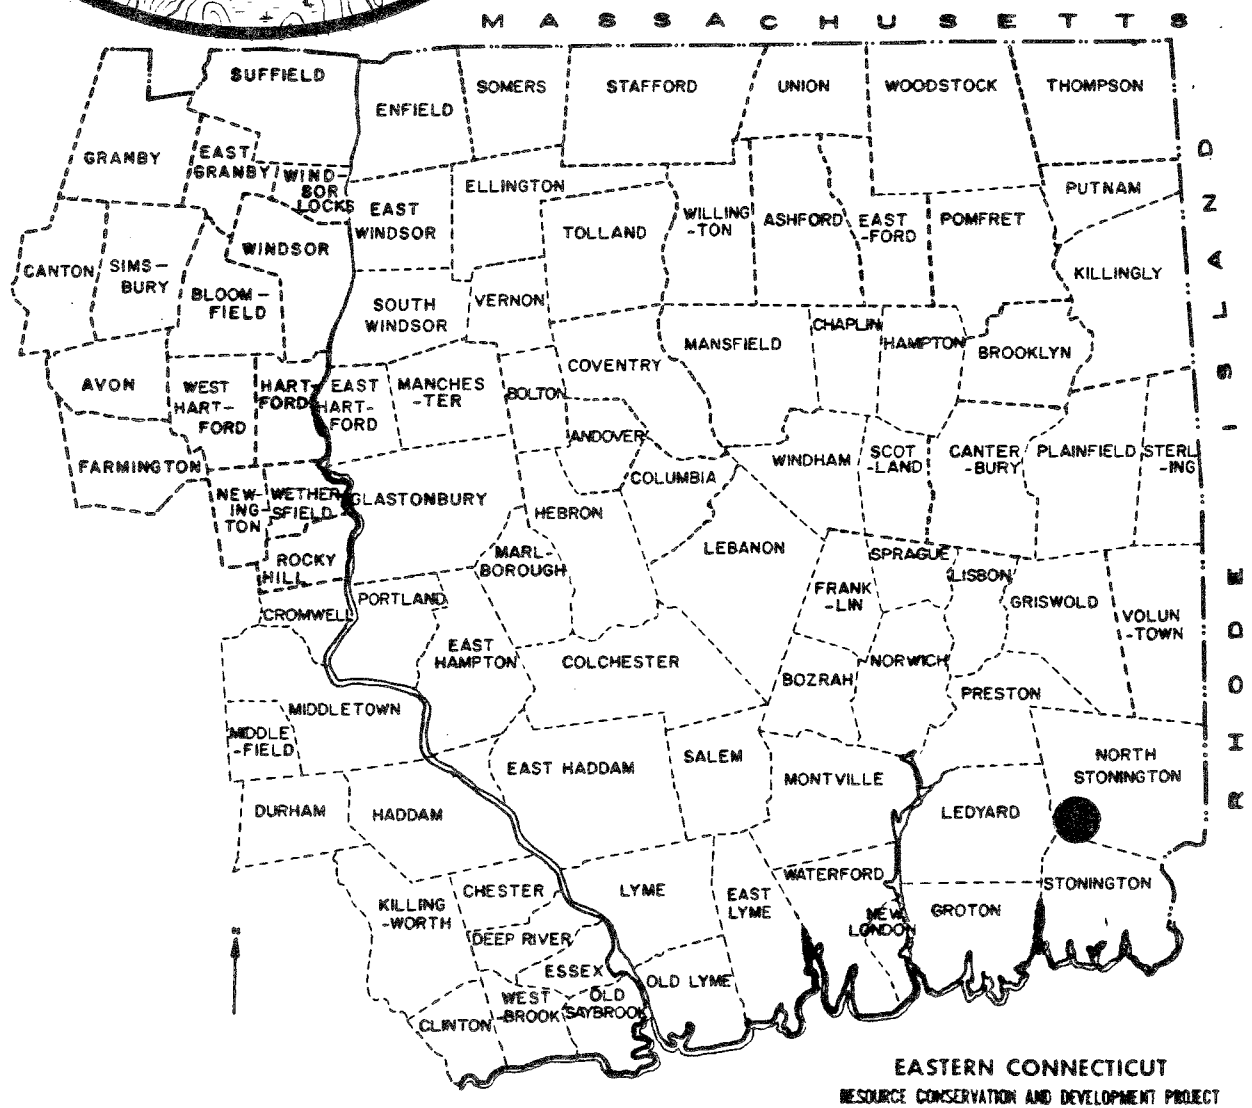 MASSACHUSETTS
SUFFIELD
ENFIELD
SOMERS
STAFFORD
UNION
WOODSTOCK
THOMPSON
GRANBY
EAST
GRANBY
WIND-
SOR
LOCKS
EAST
WINDSOR
ELLINGTON
TOLLAND
WILLING
-TON
ASHFORD
EAST
-FORD
POMFRET
PUTNAM
KILLINGLY
CANTON
SIMS-
BURY
WINDSOR
BLOOM-
FIELD
SOUTH
WINDSOR
VERNON
COVENTRY
MANSFIELD
CHAPLIN
HAMPTON
BROOKLYN
AVON
WEST
HART-
FORD
HART-
FORD
EAST
HART-
FORD
MANCHES
-TER
BOLTON
ANDOVER
COLUMBIA
WINDHAM
SCOT
-LAND
CANTER
-BURY
PLAINFIELD
STERL
-ING
FARMINGTON
NEW-
ING-
TON
WETHER
SFIELD
GLASTONBURY
HEBRON
LEBANON
ROCKY
HILL
MARL-
BOROUGH
SPRAGUE
LISBON
FRANK
-LIN
GRISWOLD
VOLUN
-TOWN
CROMWELL
PORTLAND
EAST
HAMPTON
COLCHESTER
BOZRAH
NORWICH
PRESTON
MIDDLETOWN
MIDDLE
-FIELD
EAST HADDAM
SALEM
MONTVILLE
NORTH
STONINGTON
DURHAM
HADDAM
LEDYARD
KILLING
-WORTH
CHESTER
LYME
EAST
LYME
WATERFORD
NEW
LONDON
GROTON
STONINGTON
DEEP RIVER
ESSEX
OLD LYME
WEST
-BROOK
OLD
SAYBROOK
CLINTON
RHODE ISLAND
N
EASTERN CONNECTICUT
RESOURCE CONSERVATION AND DEVELOPMENT PROJECT